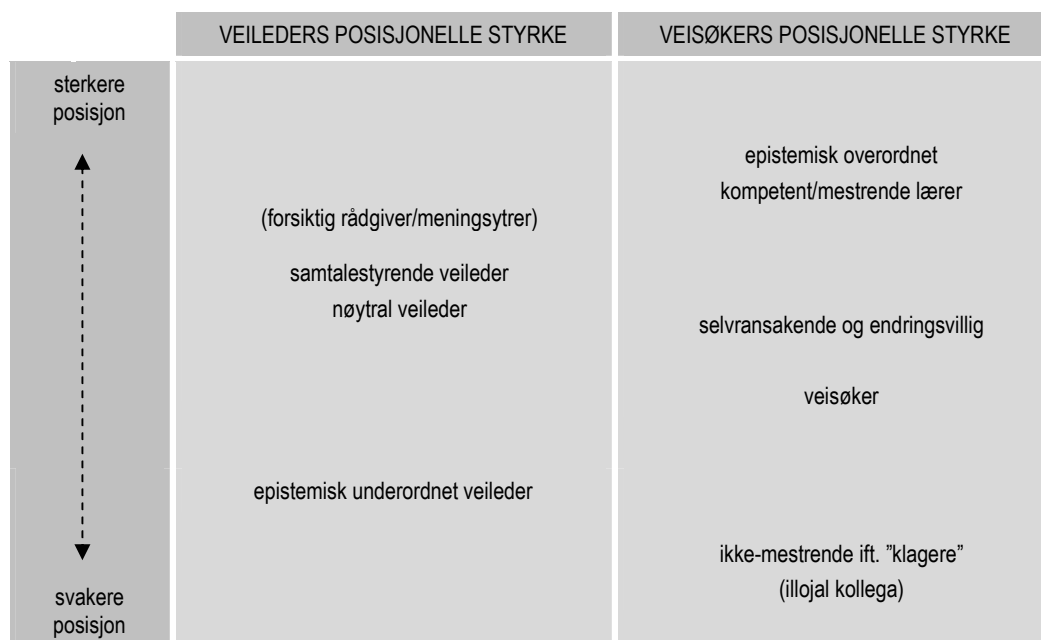 VEILEDERS POSISJONELLE STYRKE
VEISØKERS POSISJONELLE STYRKE
sterkere
posisjon
svakere
posisjon
(forsiktig rådgiver/meningsytrer)
samtalestyrende veileder
nøytral veileder
epistemisk underordnet veileder
epistemisk overordnet
kompetent/mestrende lærer
selvransakende og endringsvillig
veisøker
ikke-mestrende ift. ”klagere”
(illojal kollega)